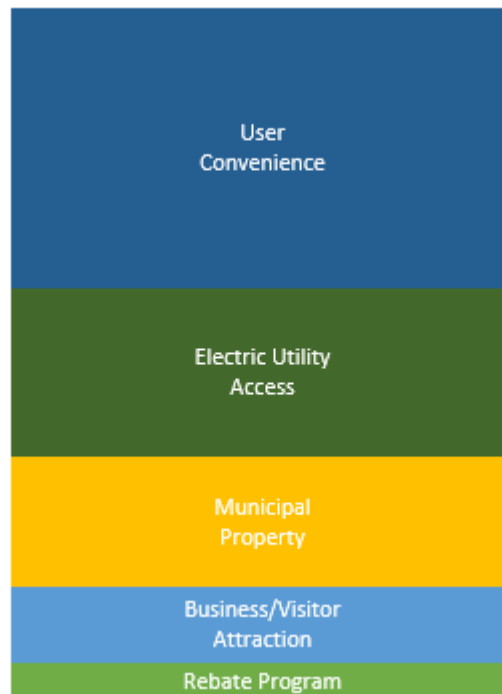 User
Convenience
Electric Utility
Access
Municipal
Property
Business/Visitor
Attraction
Rebate Program